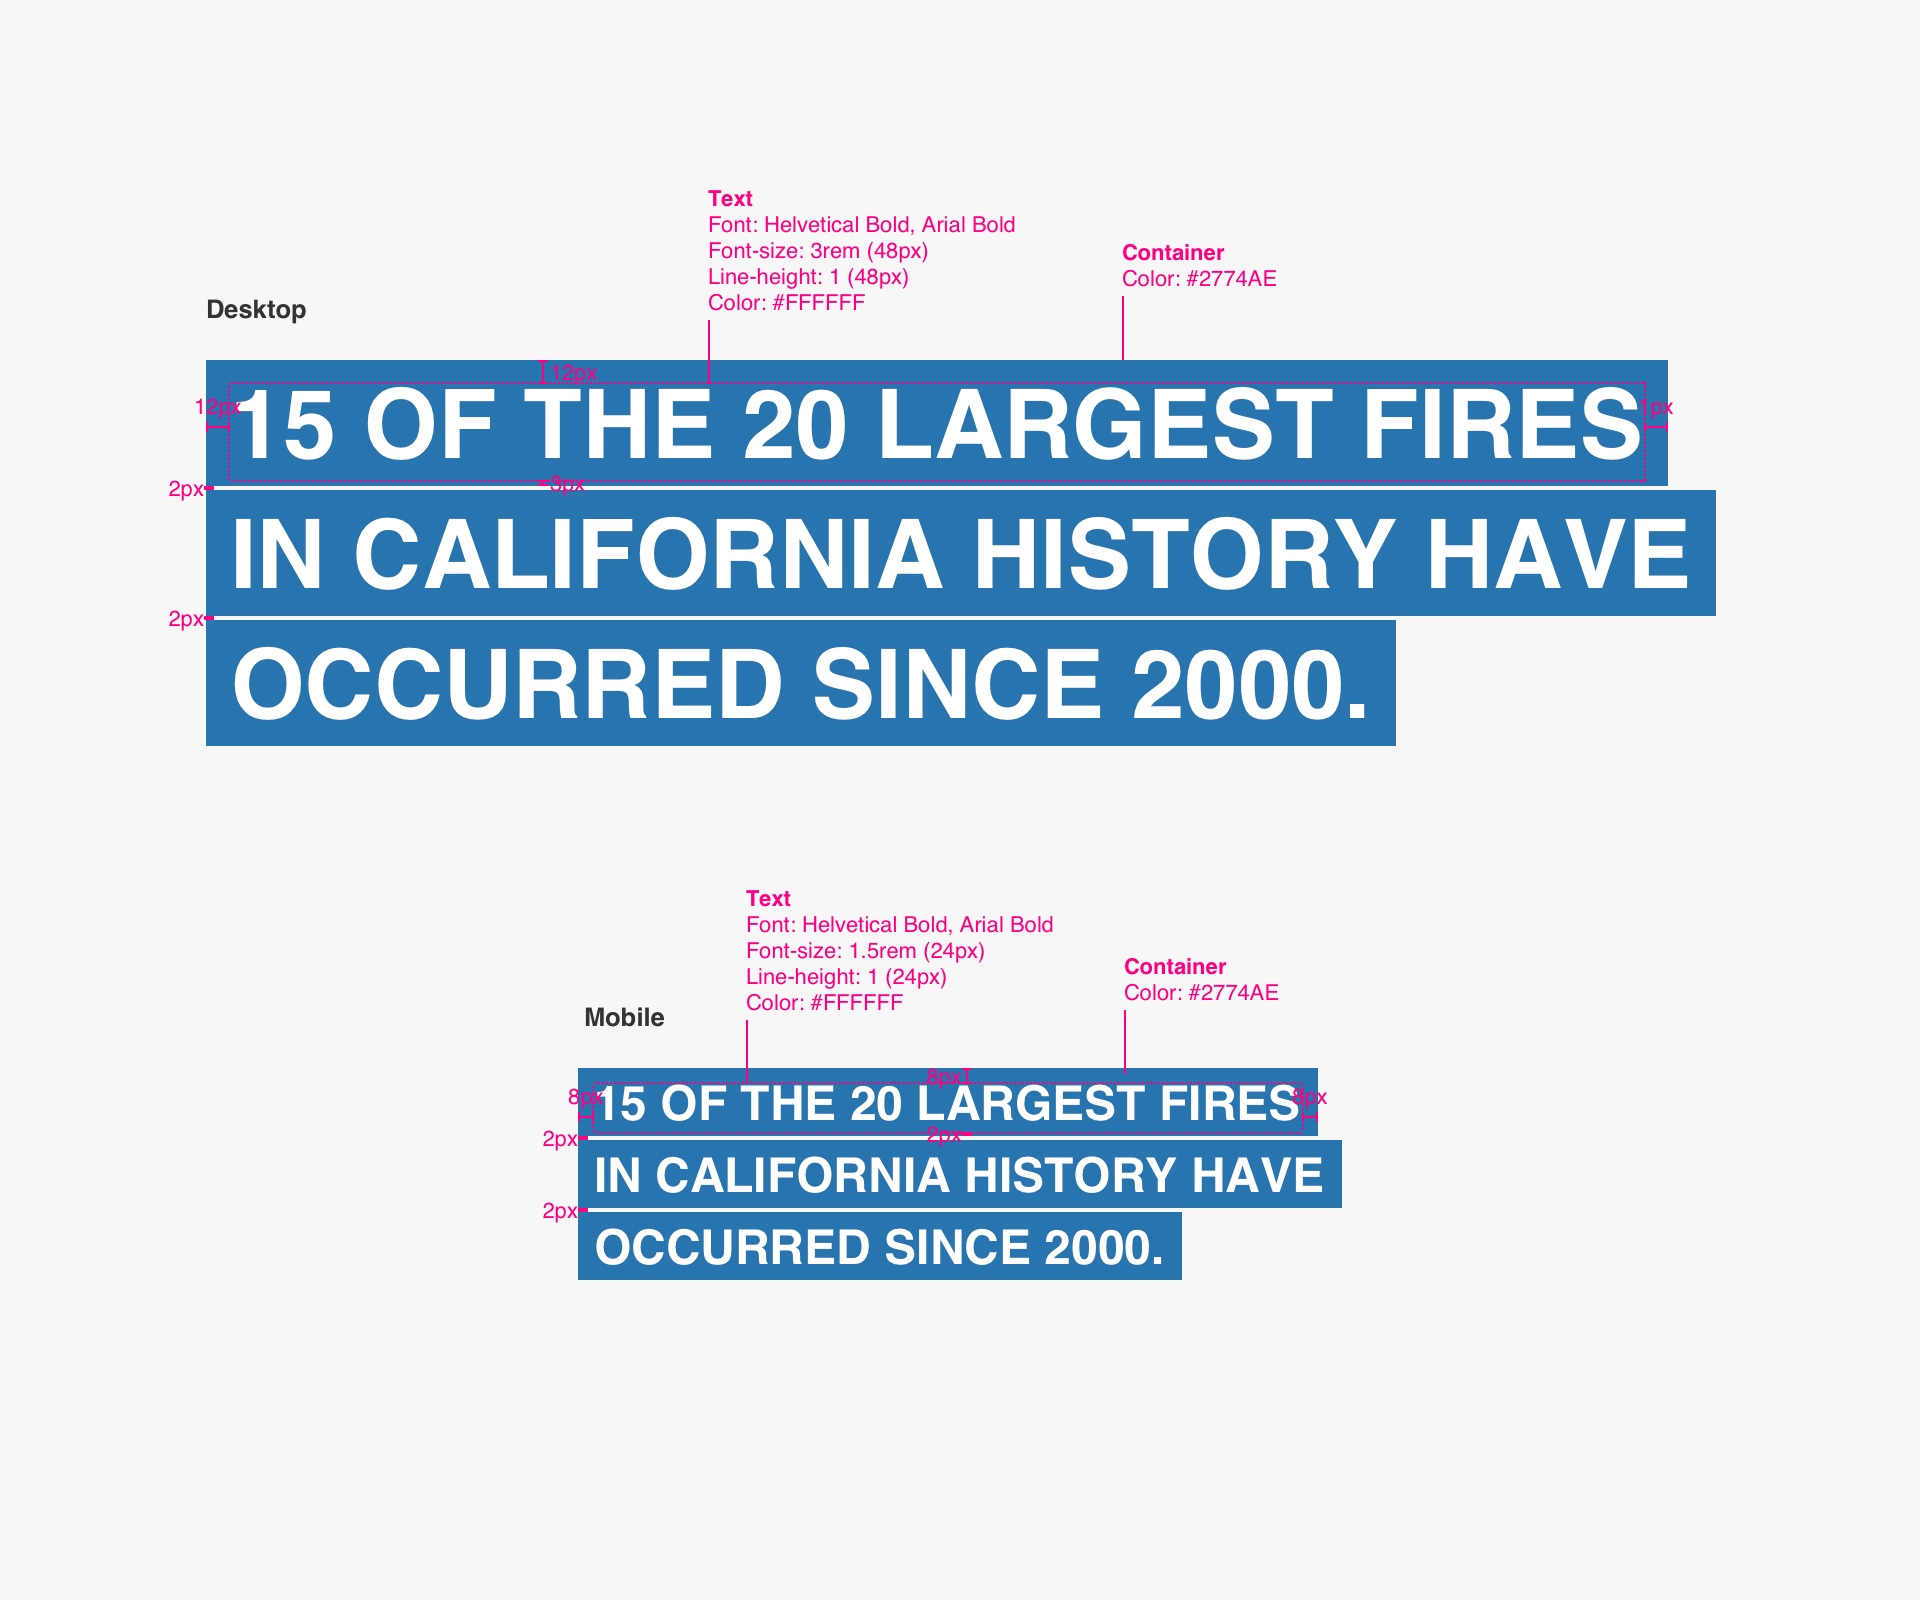 Text
Font: Helvetical Bold, Arial Bold
Font-size: 3rem (48px)
Line-height: 1 (48px)
Color: #FFFFFF
Container
Color: #2774AE
Desktop
12px
12px
1px
15 OF THE 20 LARGEST FIRES
3px
2px
IN CALIFORNIA HISTORY HAVE
2px
OCCURRED SINCE 2000.
Text
Font: Helvetical Bold, Arial Bold
Font-size: 1.5rem (24px)
Line-height: 1 (24px)
Color: #FFFFFF
Container
Color: #2774AE
Mobile
8px
8px
8px
15 OF THE 20 LARGEST FIRES
2px
2px
IN CALIFORNIA HISTORY HAVE
2px
OCCURRED SINCE 2000.